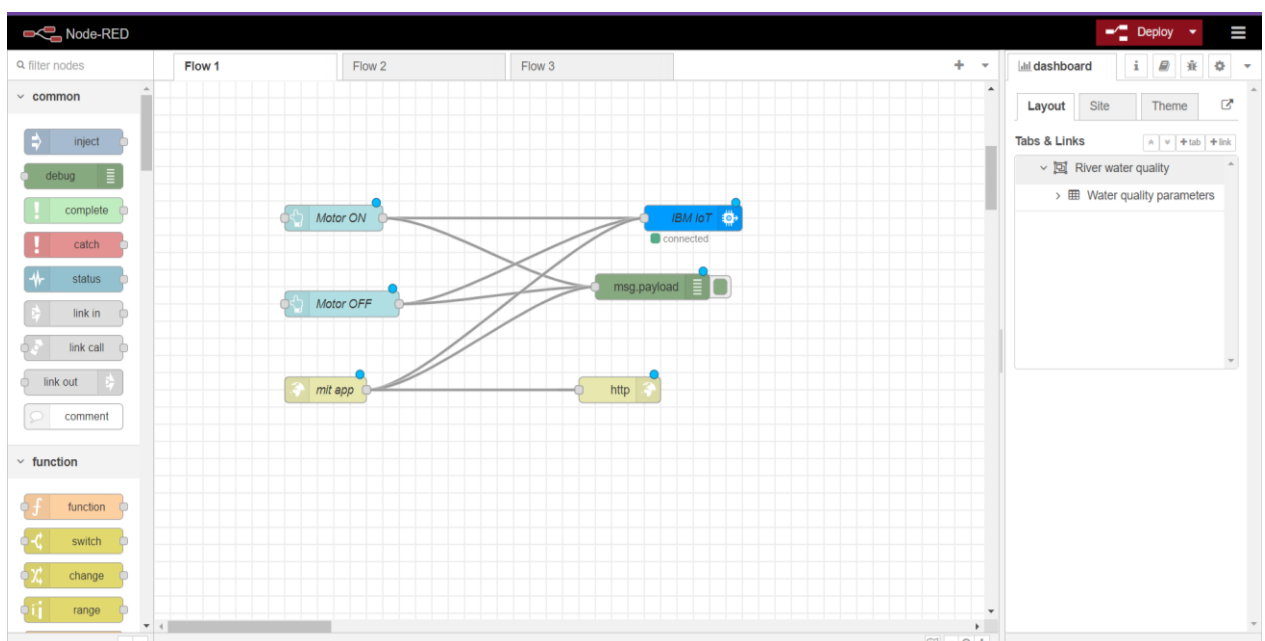 Node-RED
Deploy
filter nodes
Flow 1
Flow 2
Flow 3
dashboard
i
common
inject
debug
complete
catch
status
link in
link call
link out
comment
function
function
switch
change
range
Motor ON
IBM IoT
connected
msg.payload
Motor OFF
mit app
http
Layout
Site
Theme
Tabs & Links
+tab
+link
River water quality
Water quality parameters